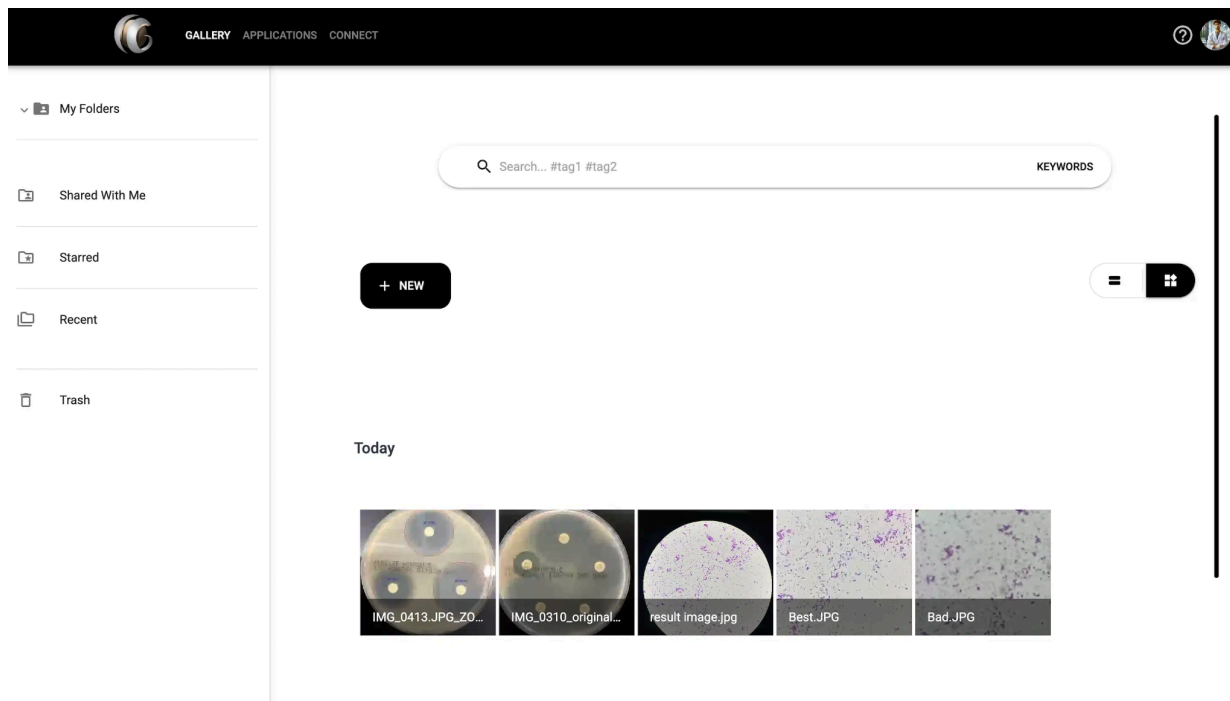 GALLERY APPLICATIONS CONNECT
My Folders
Shared With Me
Starred
Recent
Trash
Search... #tag1 #tag2 KEYWORDS
+ NEW
Today
IMG_0413.JPG_ZO...
IMG_0310_original...
result image.jpg
Best.JPG
Bad.JPG